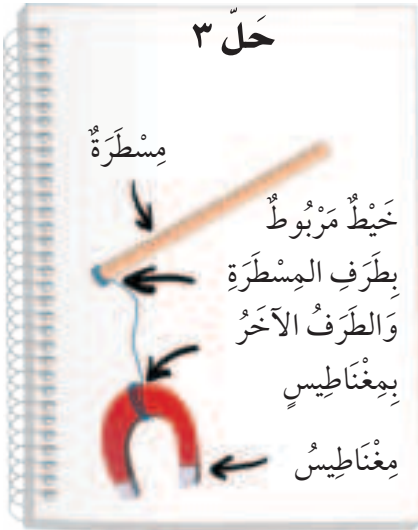 حَلّ ٣
مِسْطَرَةٌ
خَيْطٌ مَرْبُوطٌ
بِطَرَفِ المِسْطَرَةِ
وَالطَرَفُ الآخَرُ
بِمِغْنَاطِيسٍ
مِغْنَاطِيسُ